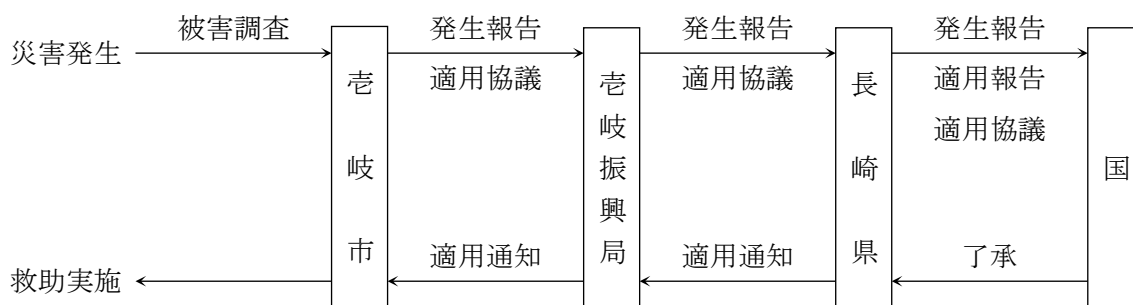 災害発生
被害調査
壱岐市
発生報告
適用協議
壱岐振興局
発生報告
適用協議
長崎県
発生報告
適用報告
適用協議
国
了承
適用通知
適用通知
救助実施